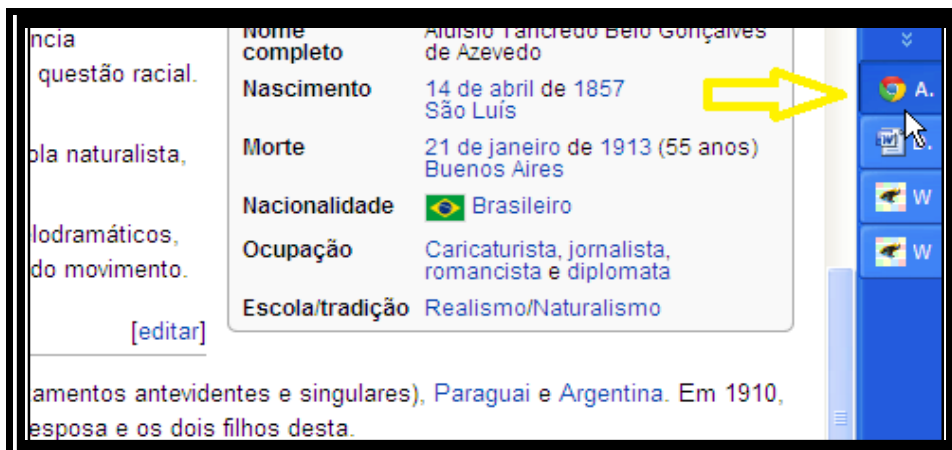 ncia
questão racial.
ola naturalista,
lodramáticos,
do movimento.
[editar]
Nome
completo
Aluísio Tancredo Belo Gonçalves
de Azevedo
Nascimento
14 de abril de 1857
São Luís
Morte
21 de janeiro de 1913 (55 anos)
Buenos Aires
Nacionalidade
Brasileiro
Ocupação
Caricaturista, jornalista,
romancista e diplomata
Escola/tradição
Realismo/Naturalismo
amentos antevidentes e singulares), Paraguai e Argentina. Em 1910,
esposa e os dois filhos desta.
A.
W
W